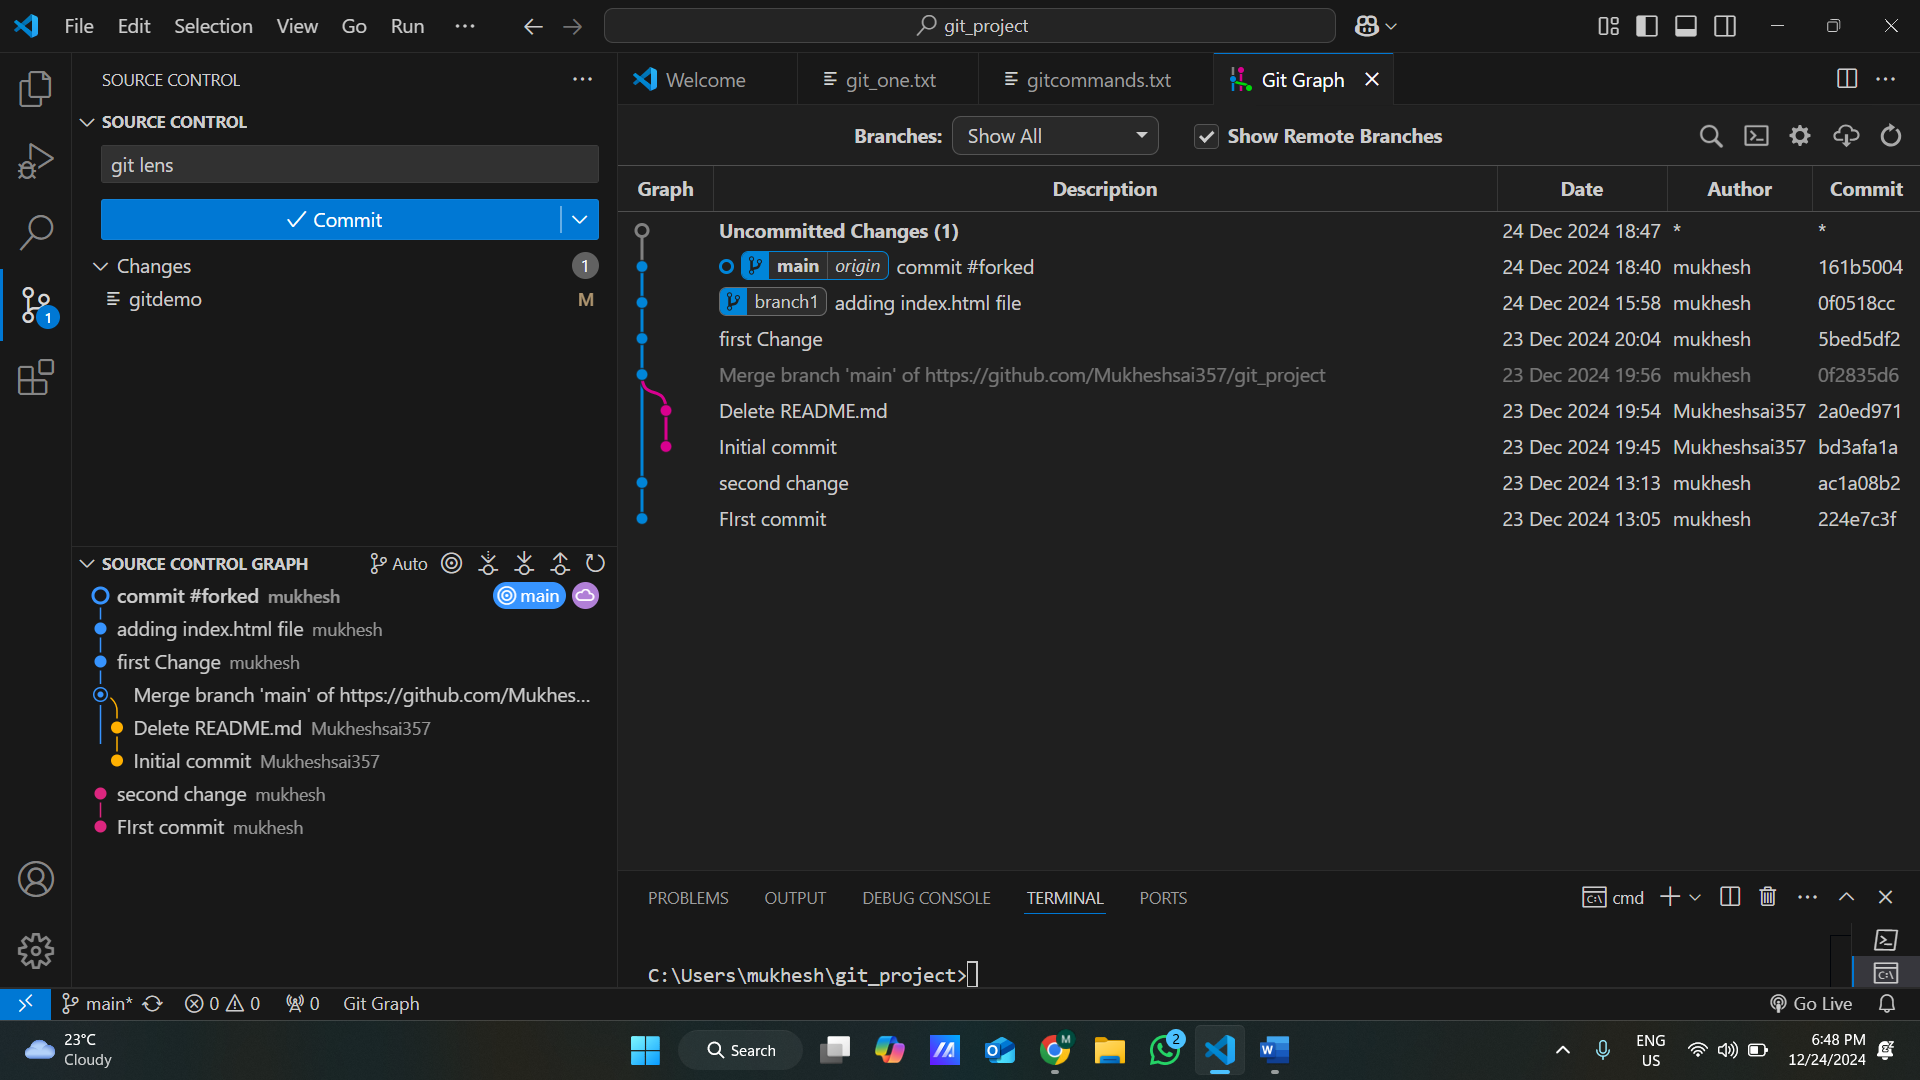 File Edit Selection View Go Run ··· git_project
SOURCE CONTROL ···
SOURCE CONTROL
git lens
Commit
Changes 1
gitdemo M
1
SOURCE CONTROL GRAPH Auto
commit #forked mukhesh main
adding index.html file mukhesh
first Change mukhesh
Merge branch 'main' of https://github.com/Mukhes...
Delete README.md Mukheshsai357
Initial commit Mukheshsai357
second change mukhesh
FIrst commit mukhesh
Welcome git_one.txt gitcommands.txt Git Graph
Branches: Show All Show Remote Branches
Graph Description Date Author Commit
Uncommitted Changes (1) 24 Dec 2024 18:47 * *
main origin commit #forked 24 Dec 2024 18:40 mukhesh 161b5004
branch1 adding index.html file 24 Dec 2024 15:58 mukhesh 0f0518cc
first Change 23 Dec 2024 20:04 mukhesh 5bed5df2
Merge branch 'main' of https://github.com/Mukheshsai357/git_project 23 Dec 2024 19:56 mukhesh 0f2835d6
Delete README.md 23 Dec 2024 19:54 Mukheshsai357 2a0ed971
Initial commit 23 Dec 2024 19:45 Mukheshsai357 bd3afa1a
second change 23 Dec 2024 13:13 mukhesh ac1a08b2
FIrst commit 23 Dec 2024 13:05 mukhesh 224e7c3f
PROBLEMS OUTPUT DEBUG CONSOLE TERMINAL PORTS cmd
C:\Users\mukhesh\git_project>
main* 0 0 0 Git Graph Go Live
23°C
Cloudy
Search
M
2
ENG
US
6:48 PM
12/24/2024